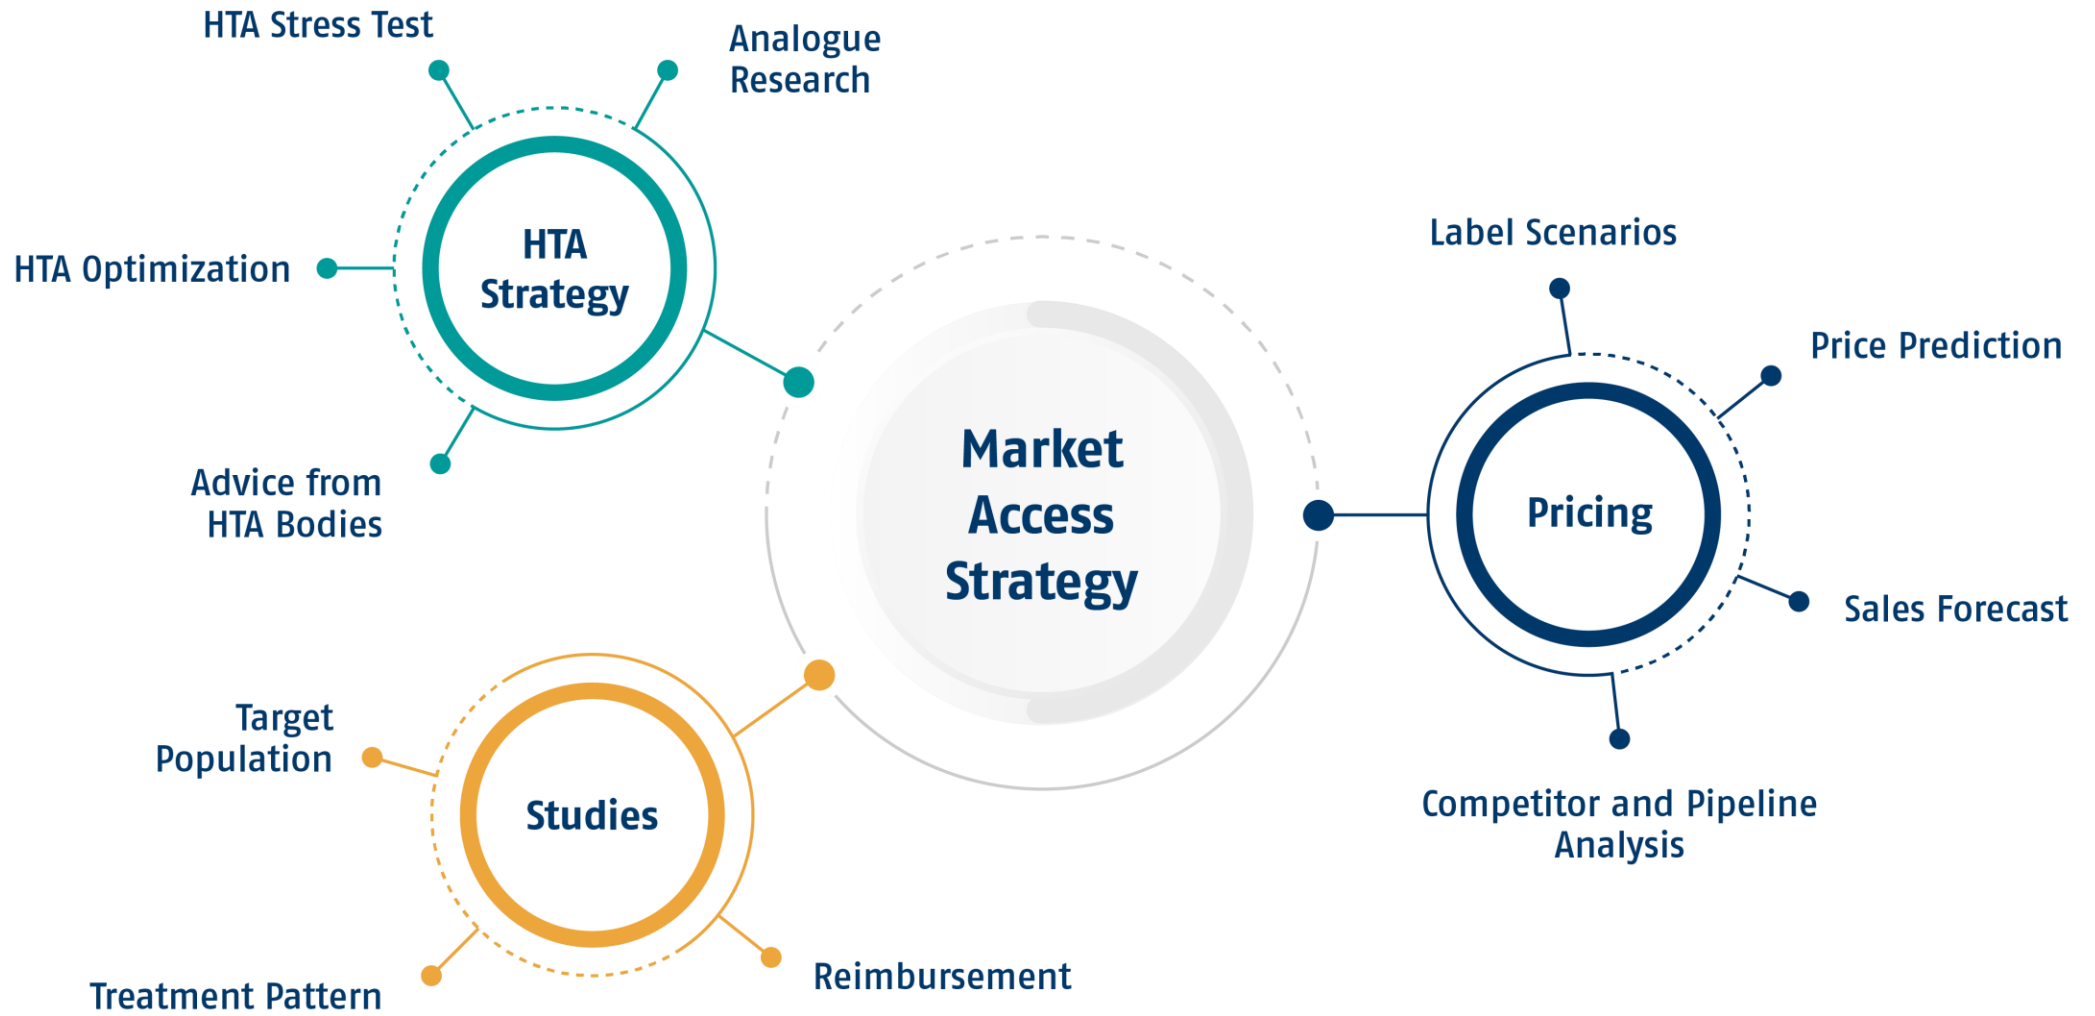 HTA Stress Test
Analogue
Research
HTA
Strategy
HTA Optimization
Advice from
HTA Bodies
Market
Access
Strategy
Label Scenarios
Price Prediction
Pricing
Sales Forecast
Competitor and Pipeline
Analysis
Target
Population
Studies
Treatment Pattern
Reimbursement